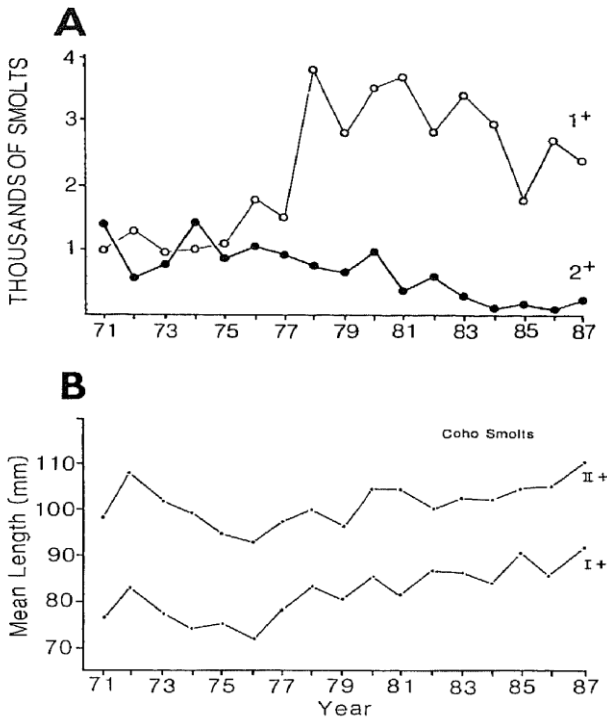 A
THOUSANDS OF SMOLTS
4
3
2
1
1+
2+
71 73 75 77 79 81 83 85 87
B
Mean Length (mm)
Coho Smolts
110
100
90
80
70
II+
I+
71 73 75 77 79 81 83 85 87
Year